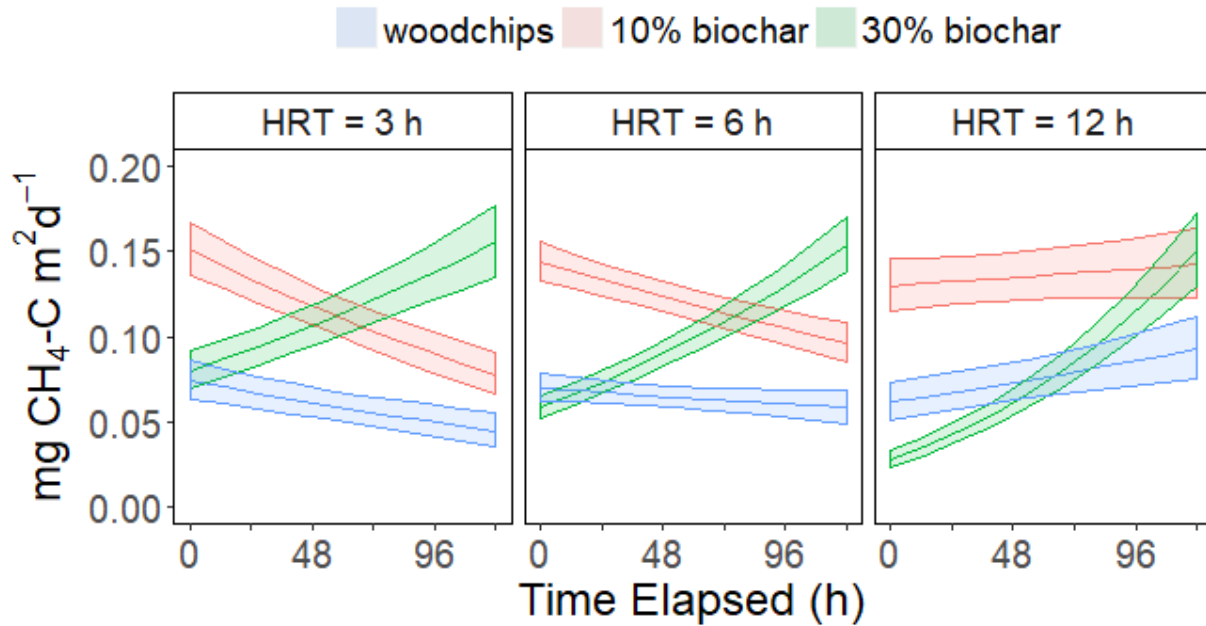 woodchips 10% biochar 30% biochar
HRT = 3 h HRT = 6 h HRT = 12 h
mg CH₄-C m² d⁻¹
0.20
0.15
0.10
0.05
0.00
0 48 96 0 48 96 0 48 96
Time Elapsed (h)